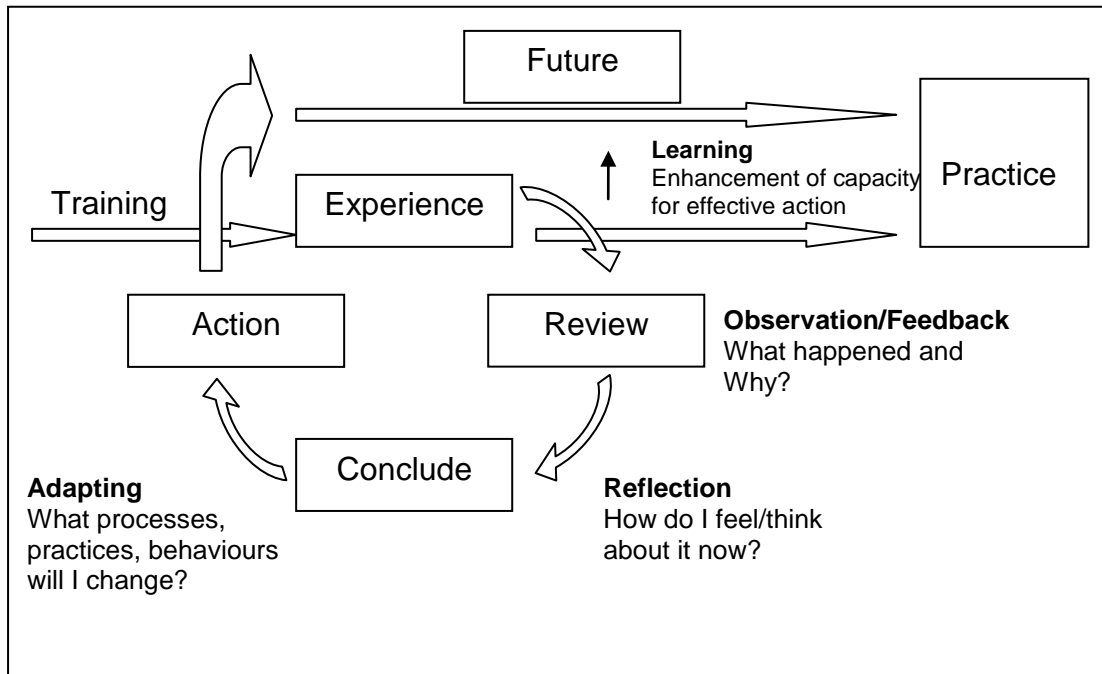 Future
Learning
Enhancement of capacity
for effective action
Practice
Training
Experience
Action
Review
Observation/Feedback
What happened and
Why?
Conclude
Adapting
What processes,
practices, behaviours
will I change?
Reflection
How do I feel/think
about it now?